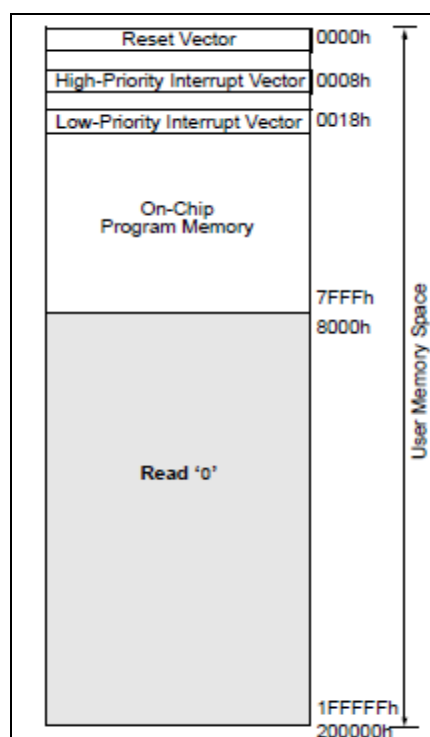 Reset Vector 0000h
High-Priority Interrupt Vector 0008h
Low-Priority Interrupt Vector 0018h
On-Chip
Program Memory
7FFFh
8000h
User Memory Space
Read ‘0’
1FFFFFh
200000h